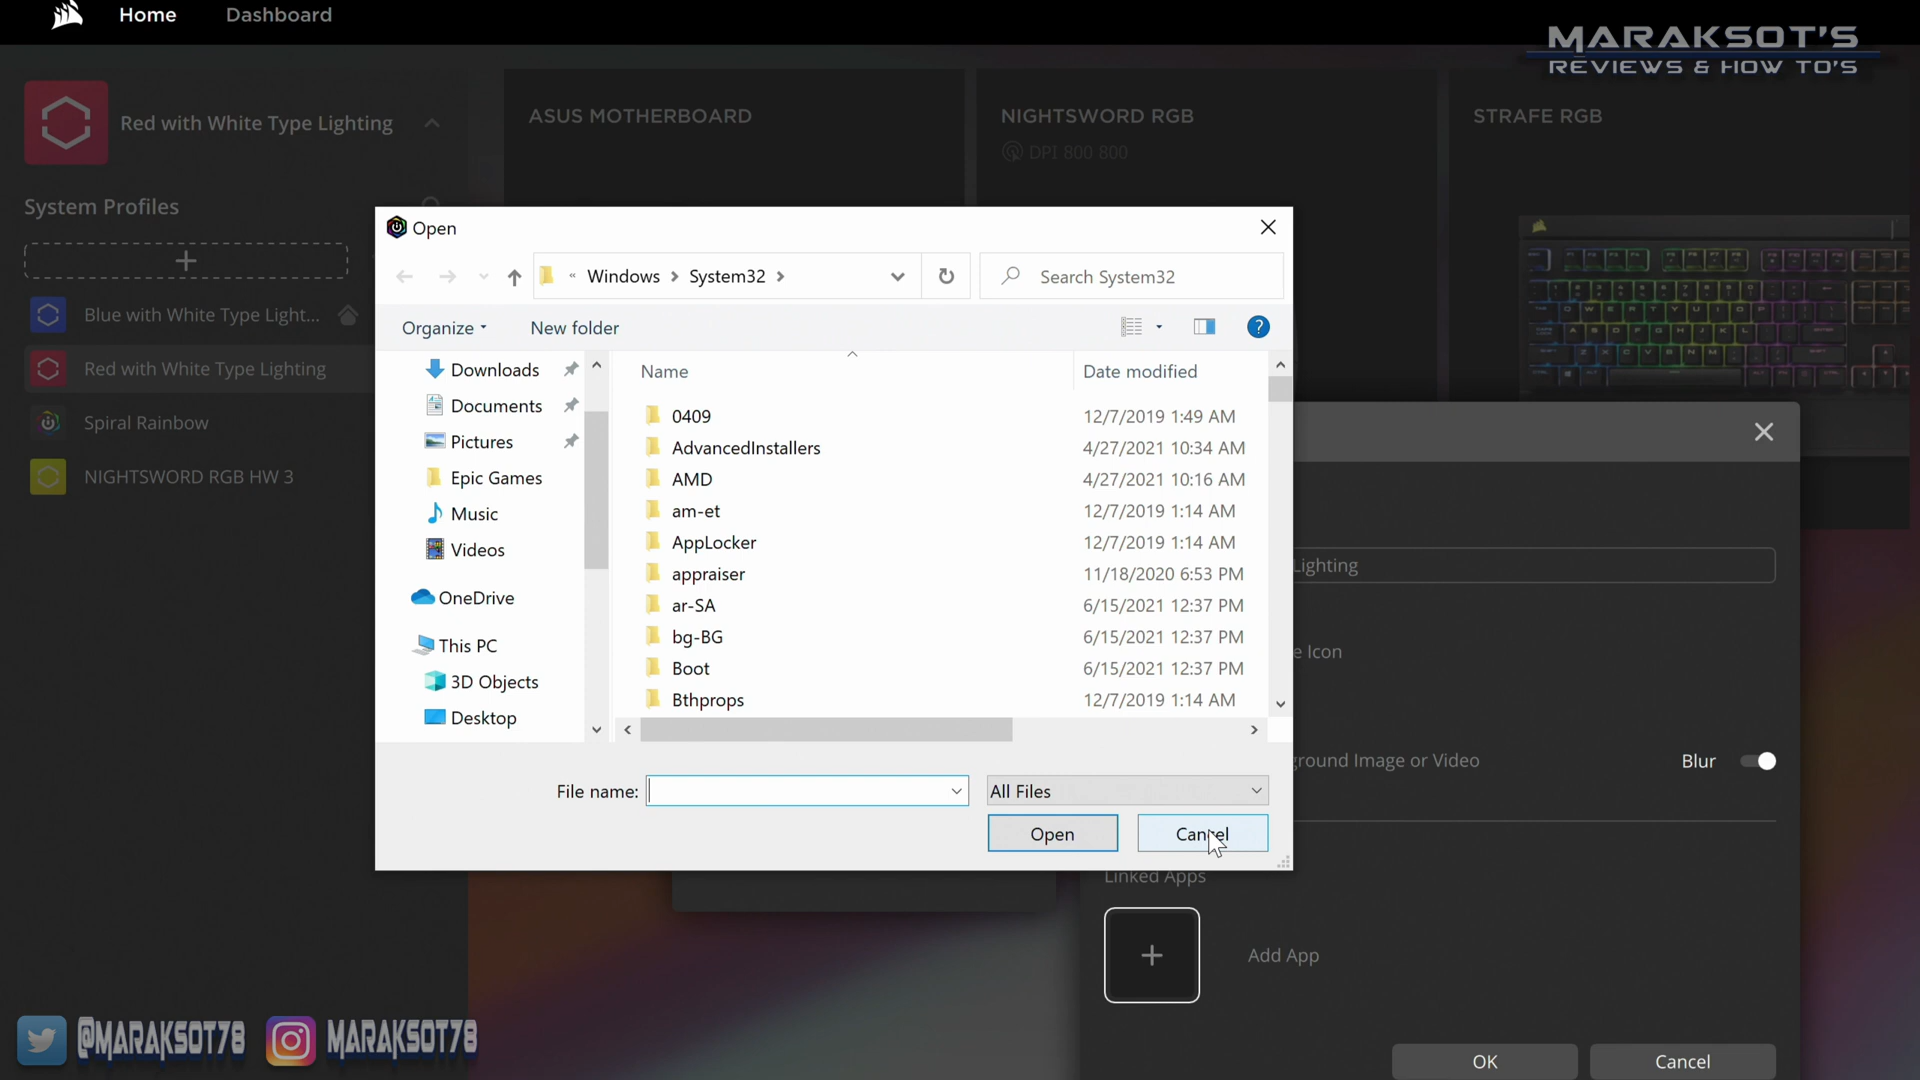 Home
Dashboard
MARAKSOT'S
REVIEWS & HOW TO'S
Red with White Type Lighting
System Profiles
+
Blue with White Type Light...
Red with White Type Lighting
Spiral Rainbow
NIGHTSWORD RGB HW 3
ASUS MOTHERBOARD
NIGHTSWORD RGB
DPI 800 800
STRAFE RGB
Open
« Windows > System32 >
Search System32
Organize
New folder
?
Downloads
Documents
Pictures
Epic Games
Music
Videos
OneDrive
This PC
3D Objects
Desktop
Name
Date modified
0409 12/7/2019 1:49 AM
AdvancedInstallers 4/27/2021 10:34 AM
AMD 4/27/2021 10:16 AM
am-et 12/7/2019 1:14 AM
AppLocker 12/7/2019 1:14 AM
appraiser 11/18/2020 6:53 PM
ar-SA 6/15/2021 12:37 PM
bg-BG 6/15/2021 12:37 PM
Boot 6/15/2021 12:37 PM
Bthprops 12/7/2019 1:14 AM
File name:
All Files
Open
Cancel
Lighting
e Icon
ground Image or Video
Blur
Linked Apps
+
Add App
OK
Cancel
@MARAKSOT78
MARAKSOT78